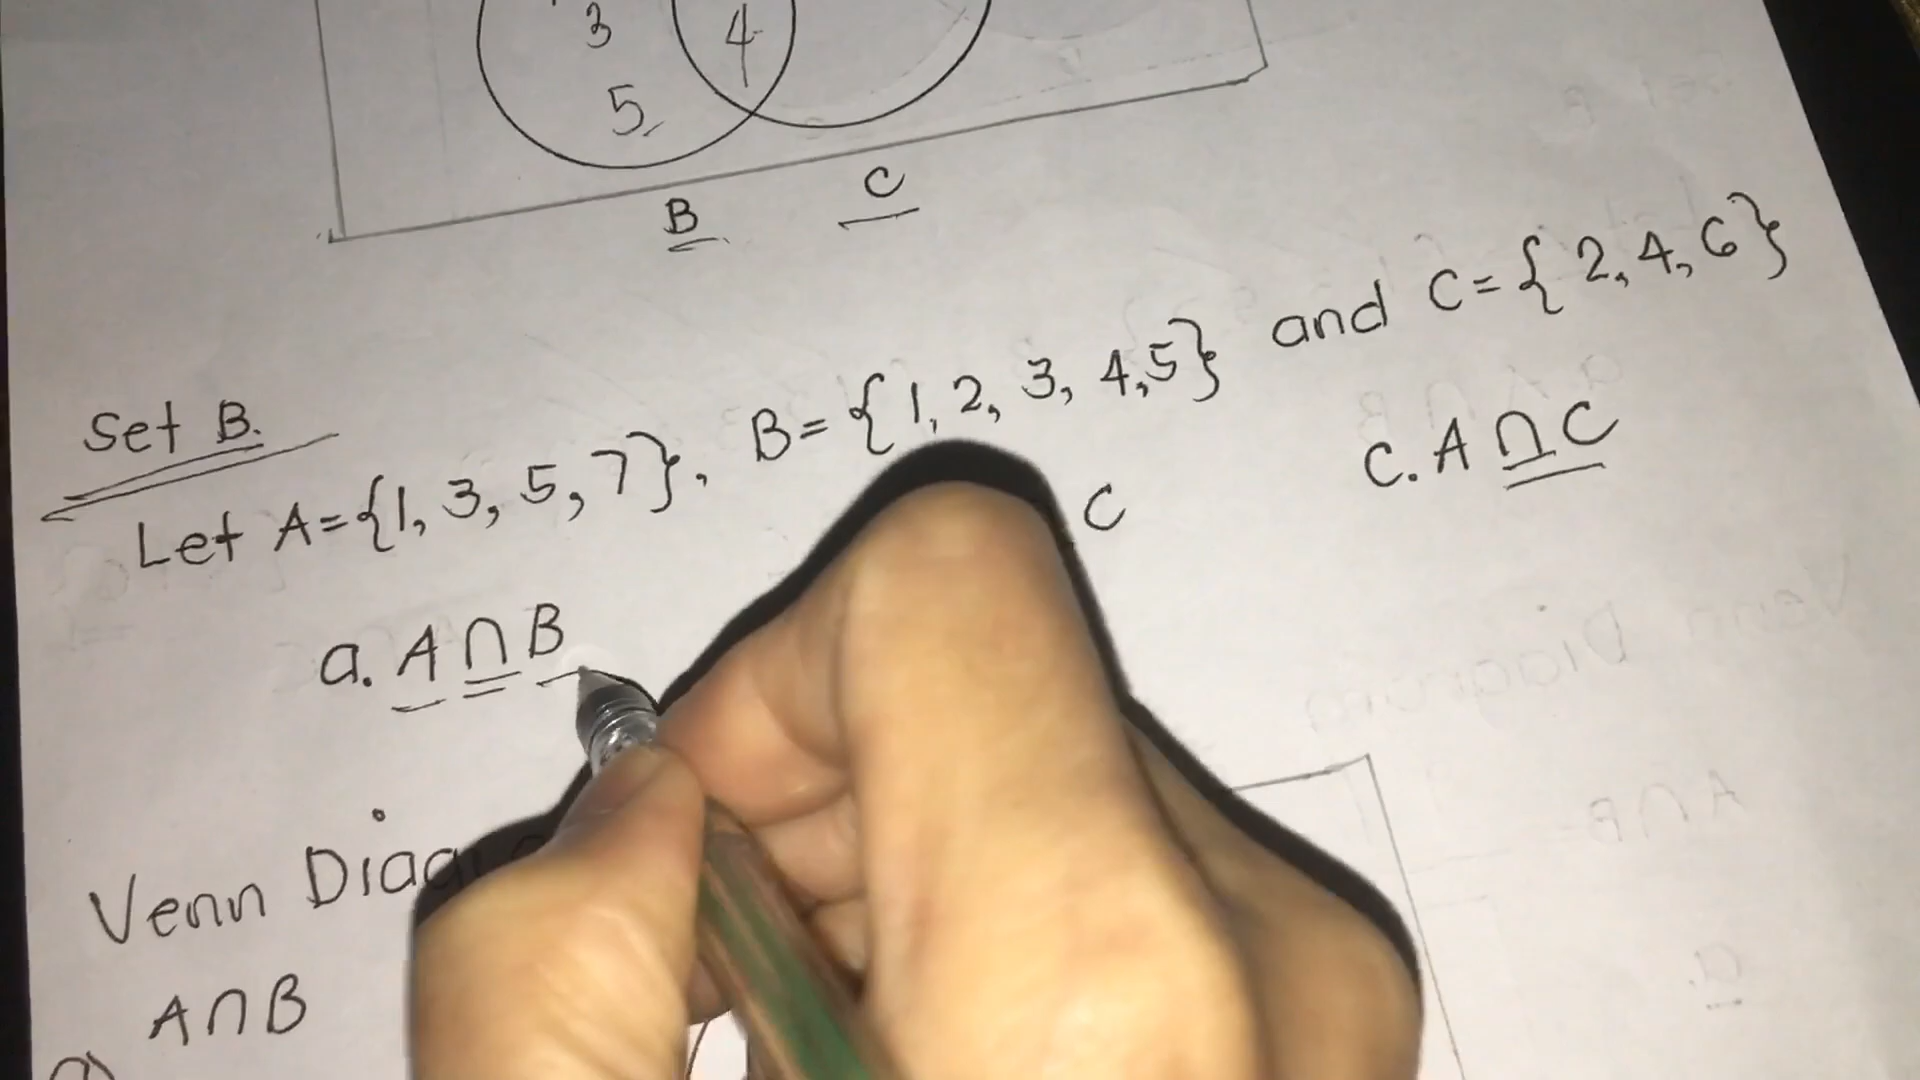 3 4
5
B C
Set B.
Let A={1, 3, 5, 7}, B={1, 2, 3, 4,5} and C={2,4,6}
a. A∩B C C. A∩C
Venn
A∩B